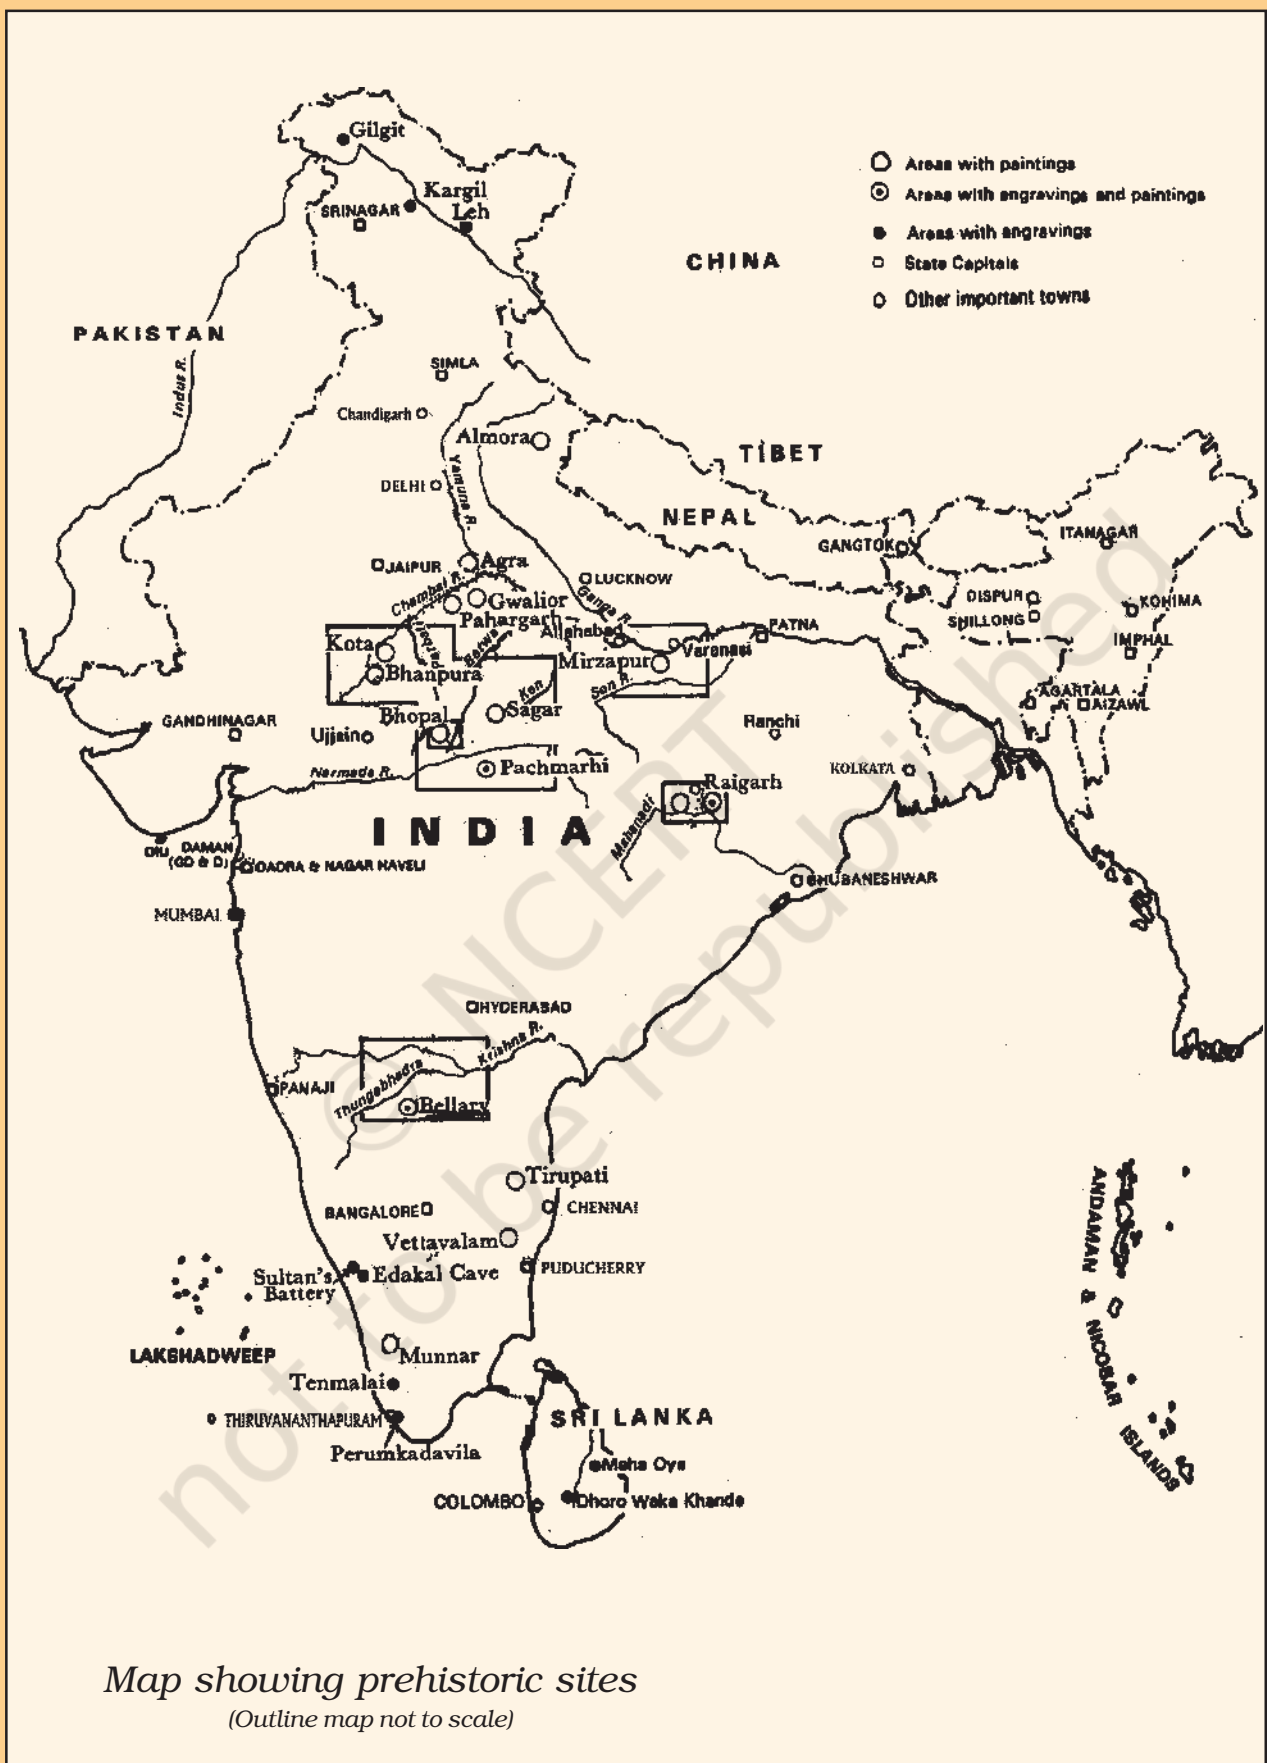 Gilgit
Kargil
Leh
SRINAGAR
Areas with paintings
Areas with engravings and paintings
Areas with engravings
State Capitals
Other important towns
CHINA
PAKISTAN
Indus R.
SIMLA
Chandigarh
Almora
TIBET
DELHI
Yamuna R.
NEPAL
GANGTOK
ITANAGAR
JAIPUR
Agra
LUCKNOW
Chambal R.
Gwalior
Ganga R.
DISPUR
KOHIMA
Pahargarh
SHILLONG
Allahabad
PATNA
IMPHAL
Kota
Betwa
Varanasi
Mirzapur
Bhanpura
Ken
Son R.
AGARTALA
AIZAWL
Bhopal
Sagar
GANDHINAGAR
Ujjain
Ranchi
Narmada R.
Pachmarhi
KOLKATA
Raigarh
Mahanadi
INDIA
DIU
DAMAN
(GD & D)
DADRA & NAGAR HAVELI
BHUBANESHWAR
MUMBAI
HYDERABAD
Krishna R.
Thungabhadra
PANAJI
Bellary
Tirupati
BANGALORE
CHENNAI
Vettavalam
PUDUCHERRY
Sultan's
Battery
Edakal Cave
ANDAMAN & NICOBAR ISLANDS
LAKSHADWEEP
Munnar
Tenmalai
THIRUVANANTHAPURAM
SRI LANKA
Perumkadavila
Maha Oya
COLOMBO
Dhoro Waka Khande
© NCERT
not to be republished
Map showing prehistoric sites
(Outline map not to scale)